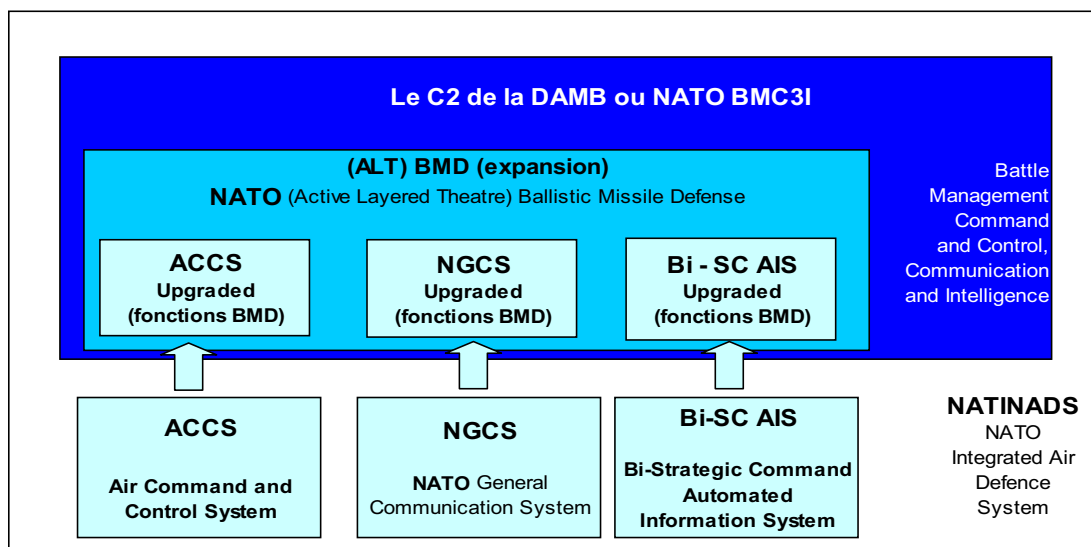 Le C2 de la DAMB ou NATO BMC3I
(ALT) BMD (expansion)
NATO (Active Layered Theatre) Ballistic Missile Defense
ACCS
Upgraded
(fonctions BMD)
NGCS
Upgraded
(fonctions BMD)
Bi - SC AIS
Upgraded
(fonctions BMD)
Battle
Management
Command
and Control,
Communication
and Intelligence
ACCS
Air Command and
Control System
NGCS
NATO General
Communication System
Bi-SC AIS
Bi-Strategic Command
Automated
Information System
NATINADS
NATO
Integrated Air
Defence
System